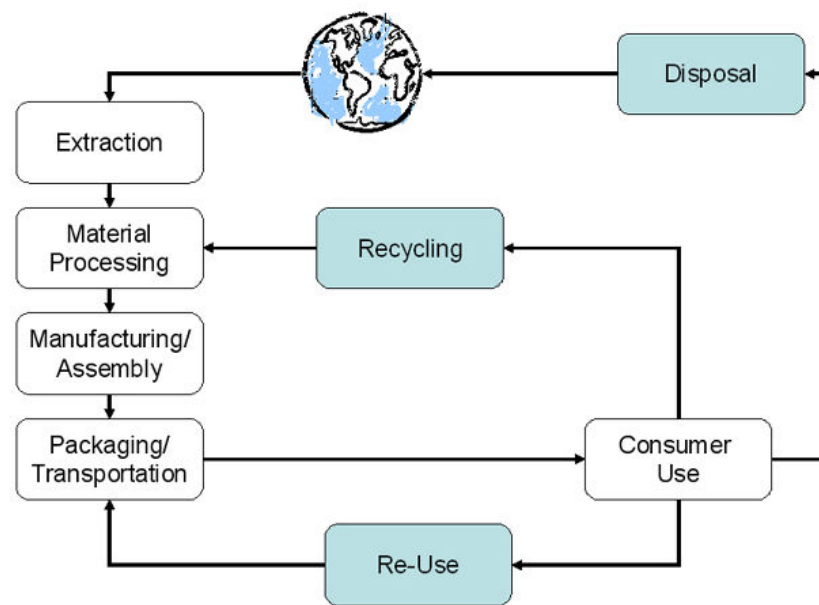 Disposal
Extraction
Material
Processing
Recycling
Manufacturing/
Assembly
Packaging/
Transportation
Consumer
Use
Re-Use